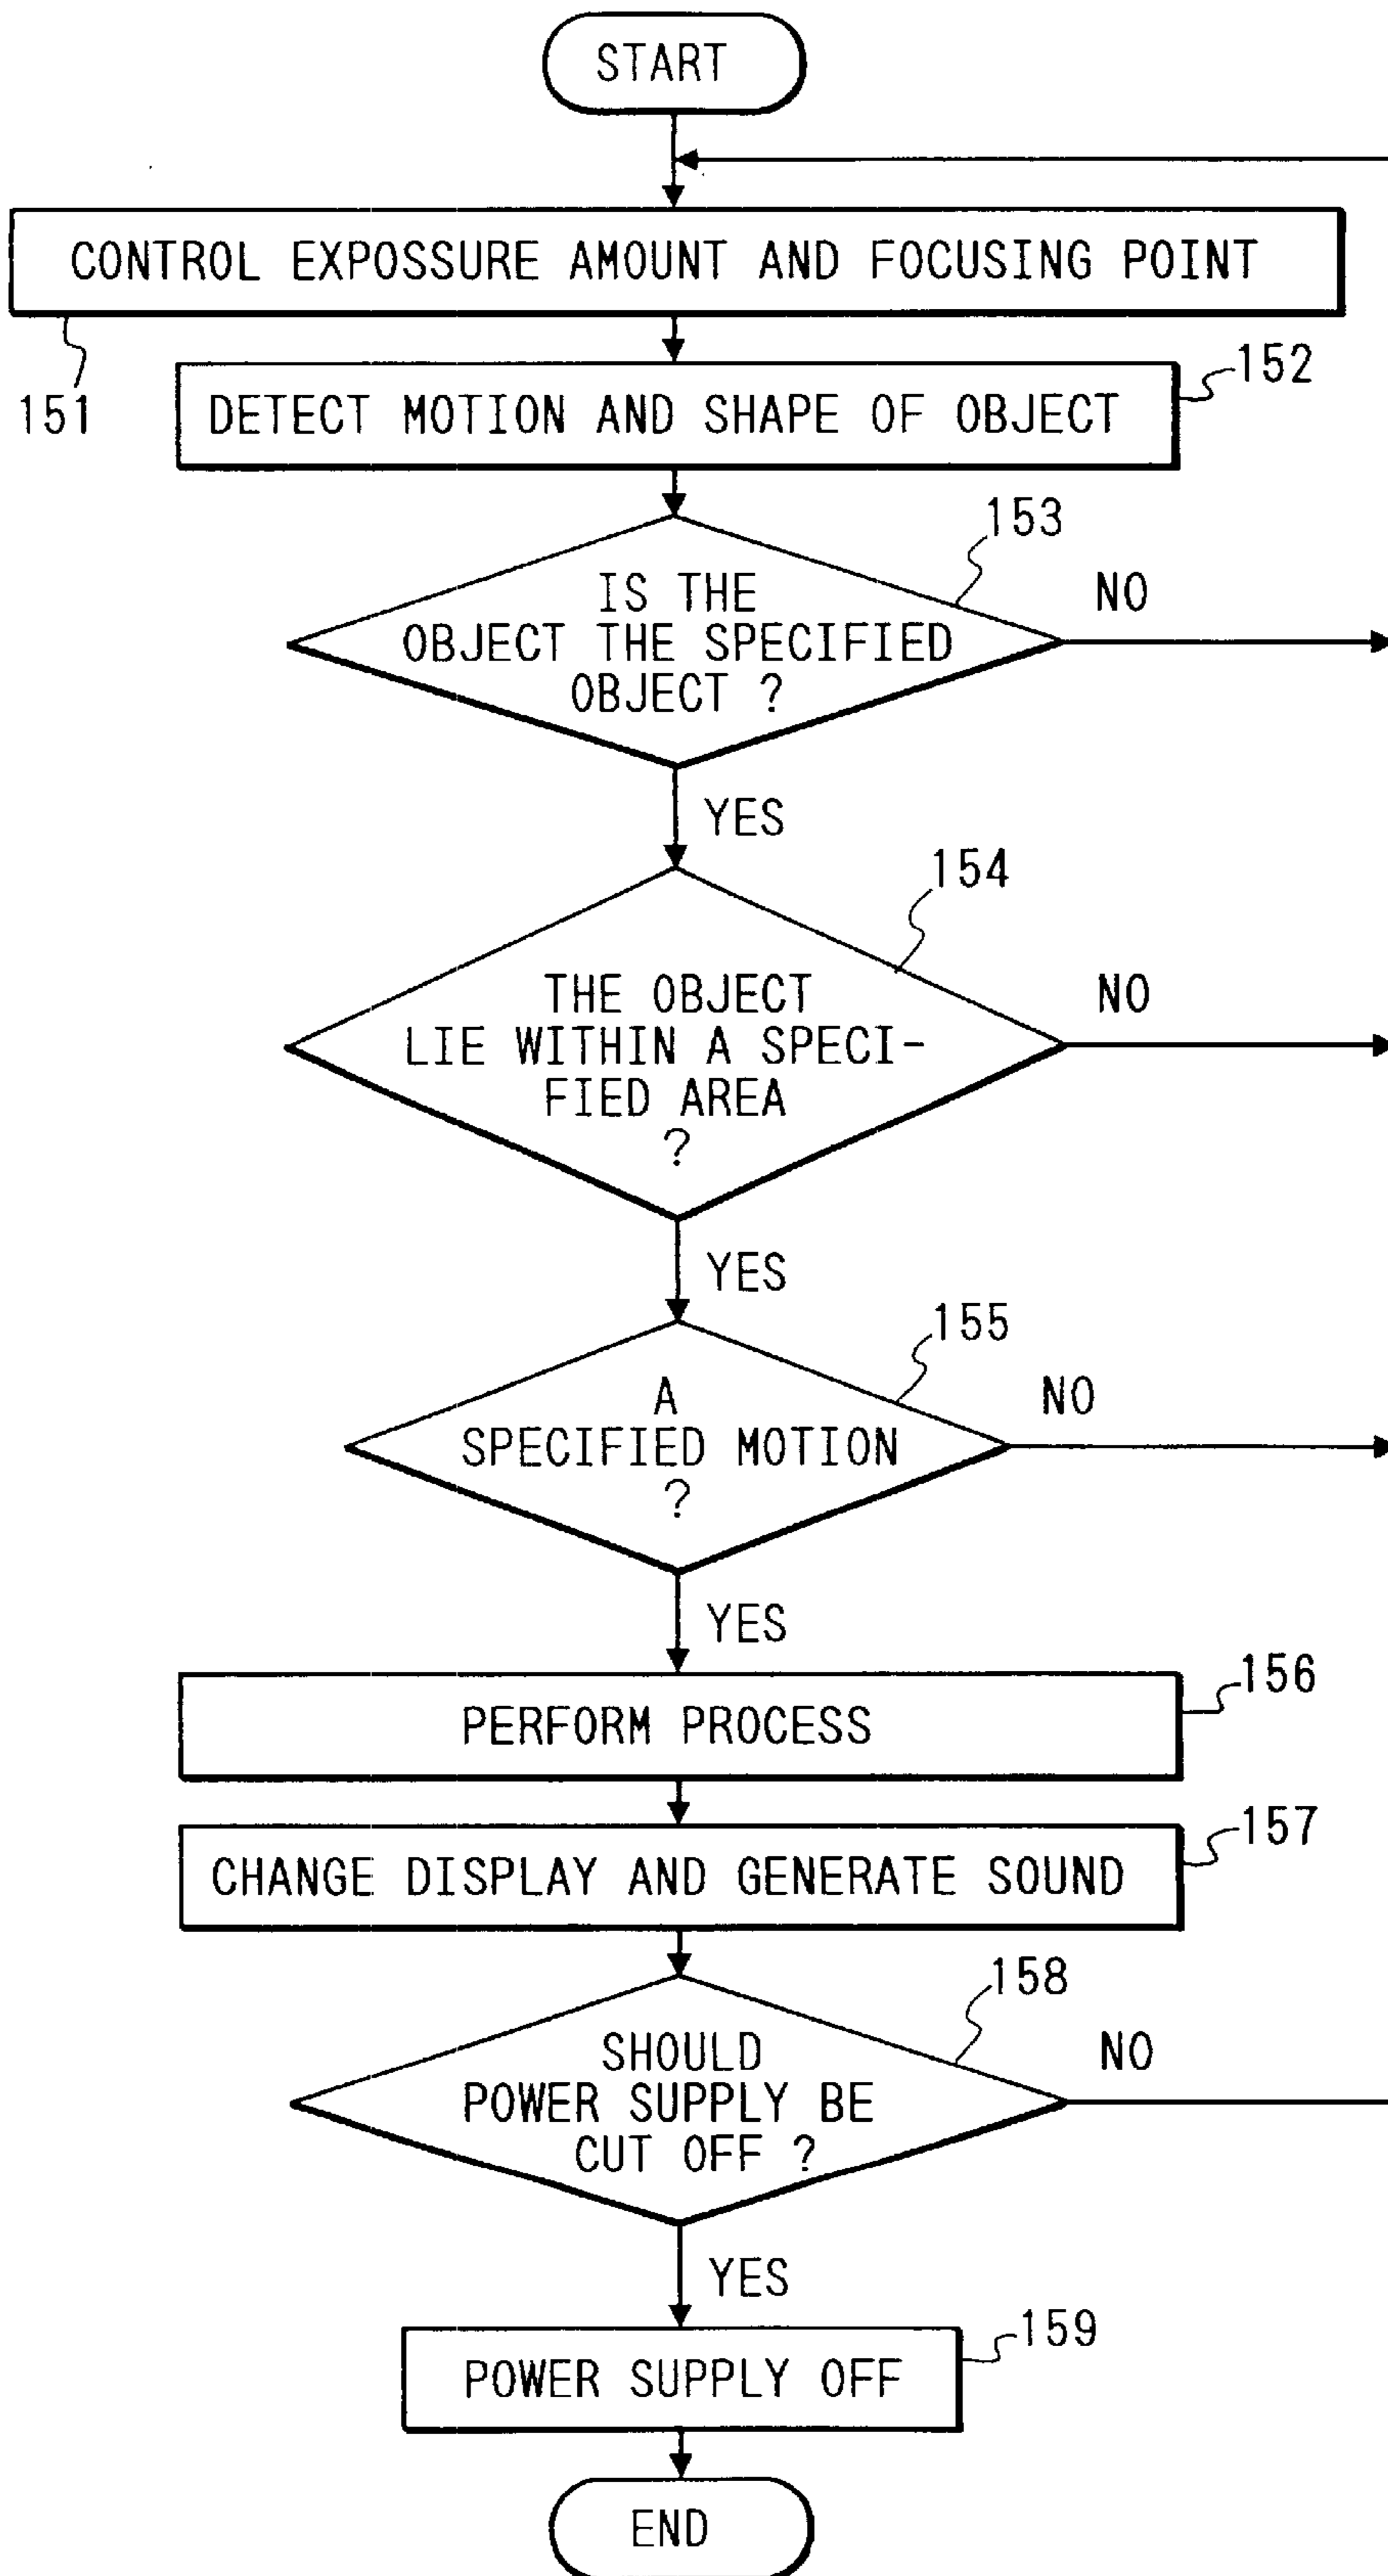 START
CONTROL EXPOSSURE AMOUNT AND FOCUSING POINT
151
152
DETECT MOTION AND SHAPE OF OBJECT
153
IS THE
OBJECT THE SPECIFIED
OBJECT ?
NO
YES
154
THE OBJECT
LIE WITHIN A SPECI-
FIED AREA
?
NO
YES
155
A
SPECIFIED MOTION
?
NO
YES
156
PERFORM PROCESS
157
CHANGE DISPLAY AND GENERATE SOUND
158
SHOULD
POWER SUPPLY BE
CUT OFF ?
NO
YES
159
POWER SUPPLY OFF
END